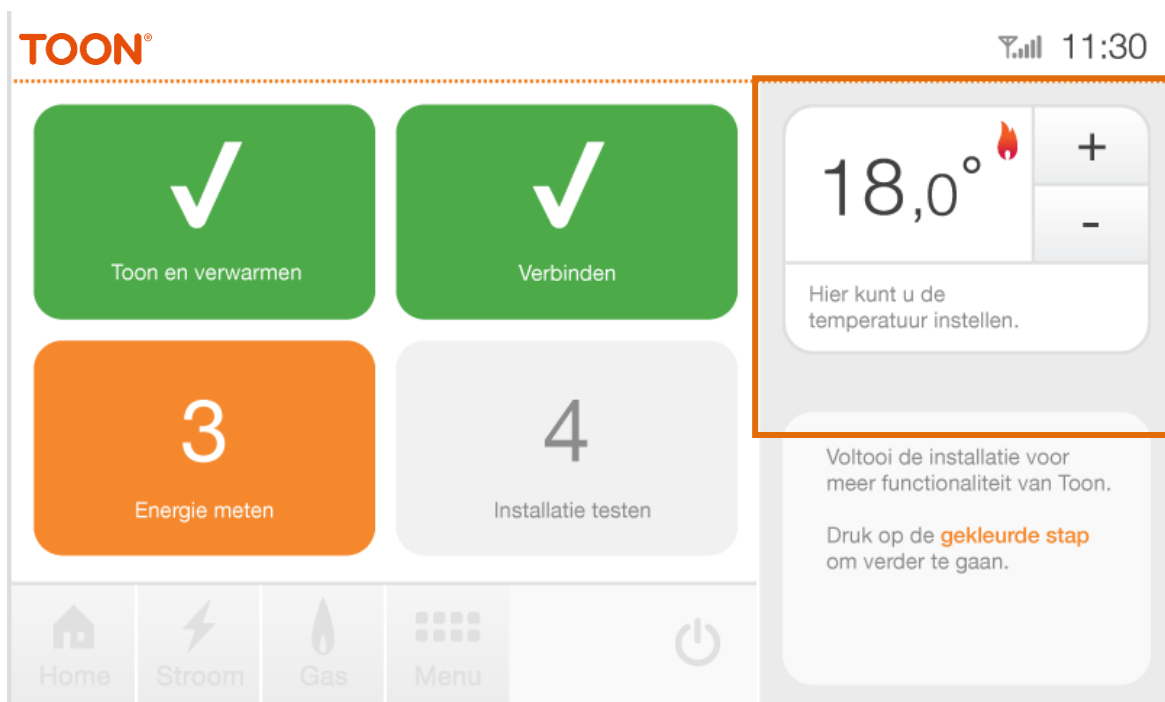 TOON®
11:30
Toon en verwarmen
Verbinden
18,0°
+
-
Hier kunt u de
temperatuur instellen.
3
Energie meten
4
Installatie testen
Voltooi de installatie voor
meer functionaliteit van Toon.
Druk op de gekleurde stap
om verder te gaan.
Home
Stroom
Gas
Menu